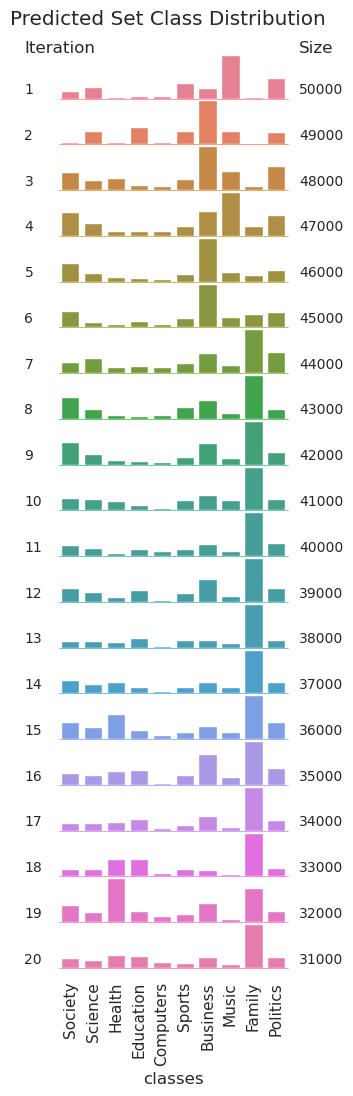 Predicted Set Class Distribution
Iteration Size
1 50000
2 49000
3 48000
4 47000
5 46000
6 45000
7 44000
8 43000
9 42000
10 41000
11 40000
12 39000
13 38000
14 37000
15 36000
16 35000
17 34000
18 33000
19 32000
20 31000
Society
Science
Health
Education
Computers
Sports
Business
Music
Family
Politics
classes